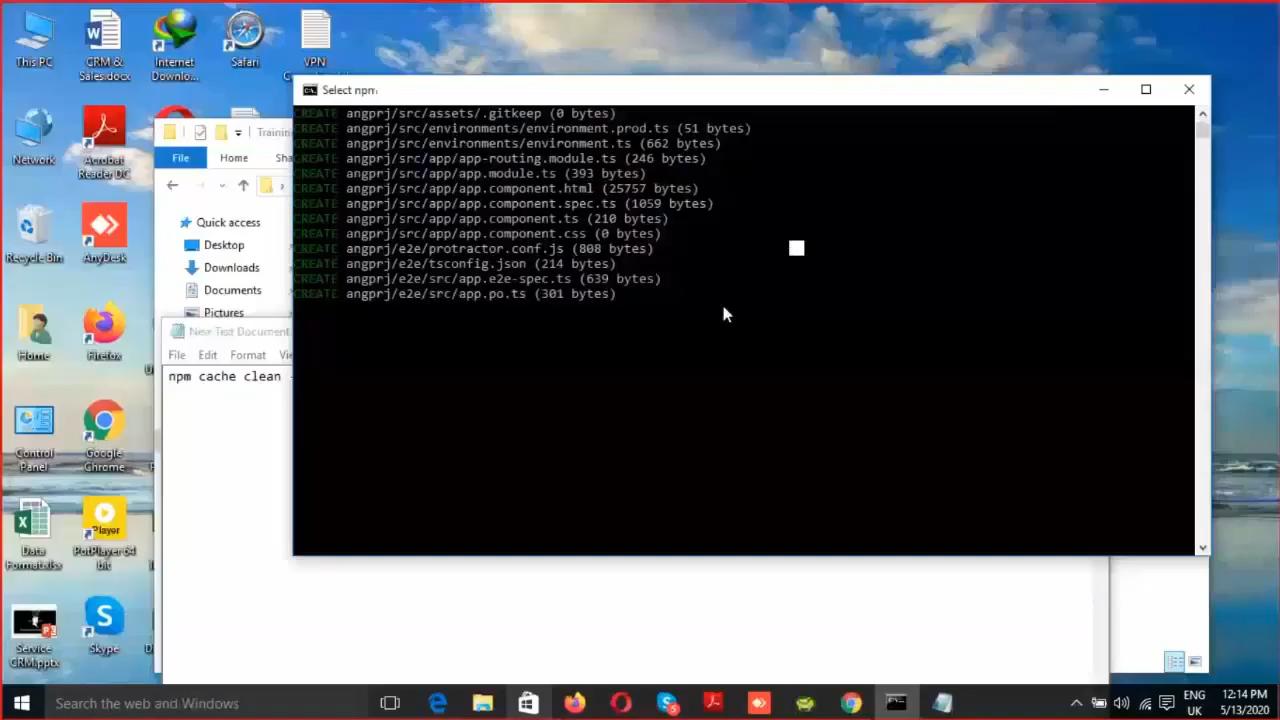 This PC
CRM &
Sales.docx
Internet
Downlo...
Safari
VPN
Network
Acrobat
Reader DC
Recycle Bin
AnyDesk
Home
Firefox
Control
Panel
Google
Chrome
Data
Format.xlsx
PotPlayer 64
bit
Player
Service
CRM.pptx
Skype
Trainin
File
Home
Sha
Quick access
Desktop
Downloads
Documents
Pictures
New Text Document
File Edit Format Vi
npm cache clean
Select npm
CREATE angprj/src/assets/.gitkeep (0 bytes)
CREATE angprj/src/environments/environment.prod.ts (51 bytes)
CREATE angprj/src/environments/environment.ts (662 bytes)
CREATE angprj/src/app/app-routing.module.ts (246 bytes)
CREATE angprj/src/app/app.module.ts (393 bytes)
CREATE angprj/src/app/app.component.html (25757 bytes)
CREATE angprj/src/app/app.component.spec.ts (1059 bytes)
CREATE angprj/src/app/app.component.ts (210 bytes)
CREATE angprj/src/app/app.component.css (0 bytes)
CREATE angprj/e2e/protractor.conf.js (808 bytes)
CREATE angprj/e2e/tsconfig.json (214 bytes)
CREATE angprj/e2e/src/app.e2e-spec.ts (639 bytes)
CREATE angprj/e2e/src/app.po.ts (301 bytes)
Search the web and Windows
ENG
UK
12:14 PM
5/13/2020